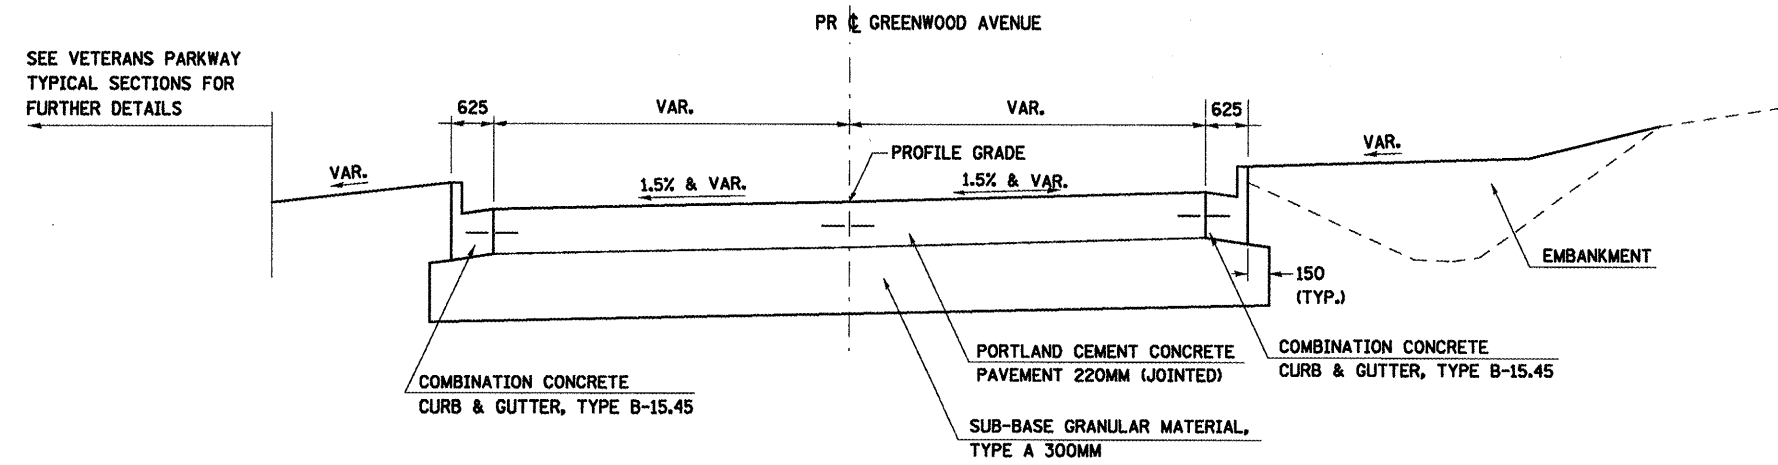 PR ℄ GREENWOOD AVENUE
SEE VETERANS PARKWAY
TYPICAL SECTIONS FOR
FURTHER DETAILS
625
VAR.
VAR.
625
VAR.
PROFILE GRADE
VAR.
1.5% & VAR.
1.5% & VAR.
EMBANKMENT
150
(TYP.)
PORTLAND CEMENT CONCRETE
PAVEMENT 220MM (JOINTED)
COMBINATION CONCRETE
CURB & GUTTER, TYPE B-15.45
COMBINATION CONCRETE
CURB & GUTTER, TYPE B-15.45
SUB-BASE GRANULAR MATERIAL,
TYPE A 300MM